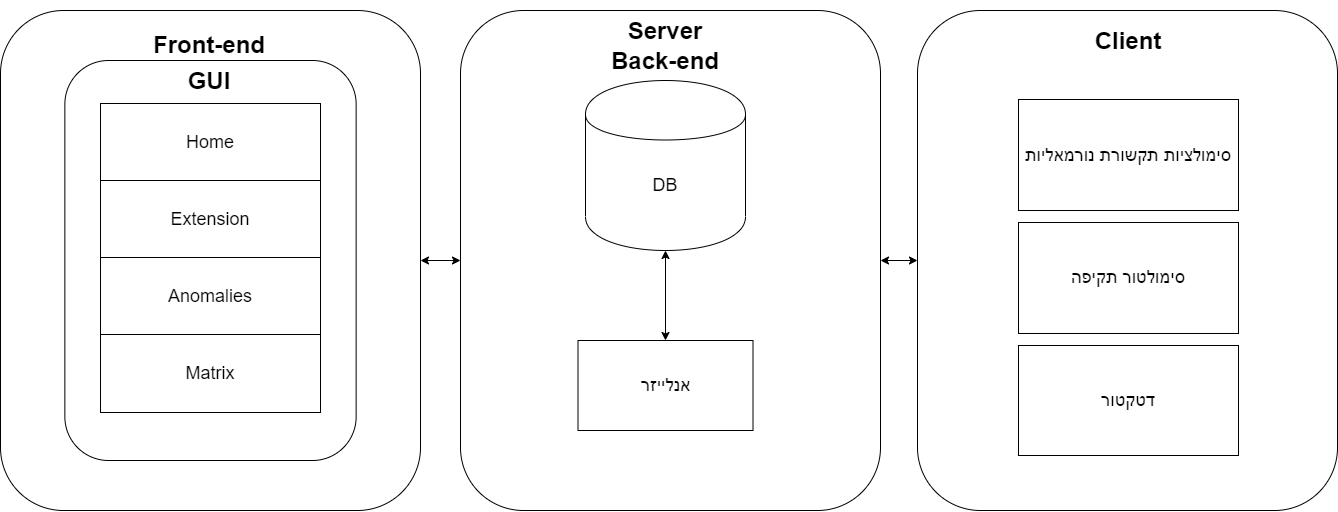 Front-end
GUI
Home
Extension
Anomalies
Matrix
Server
Back-end
DB
אנלייזר
Client
סימולציות תקשורת נורמאליות
סימולטור תקיפה
דטקטור